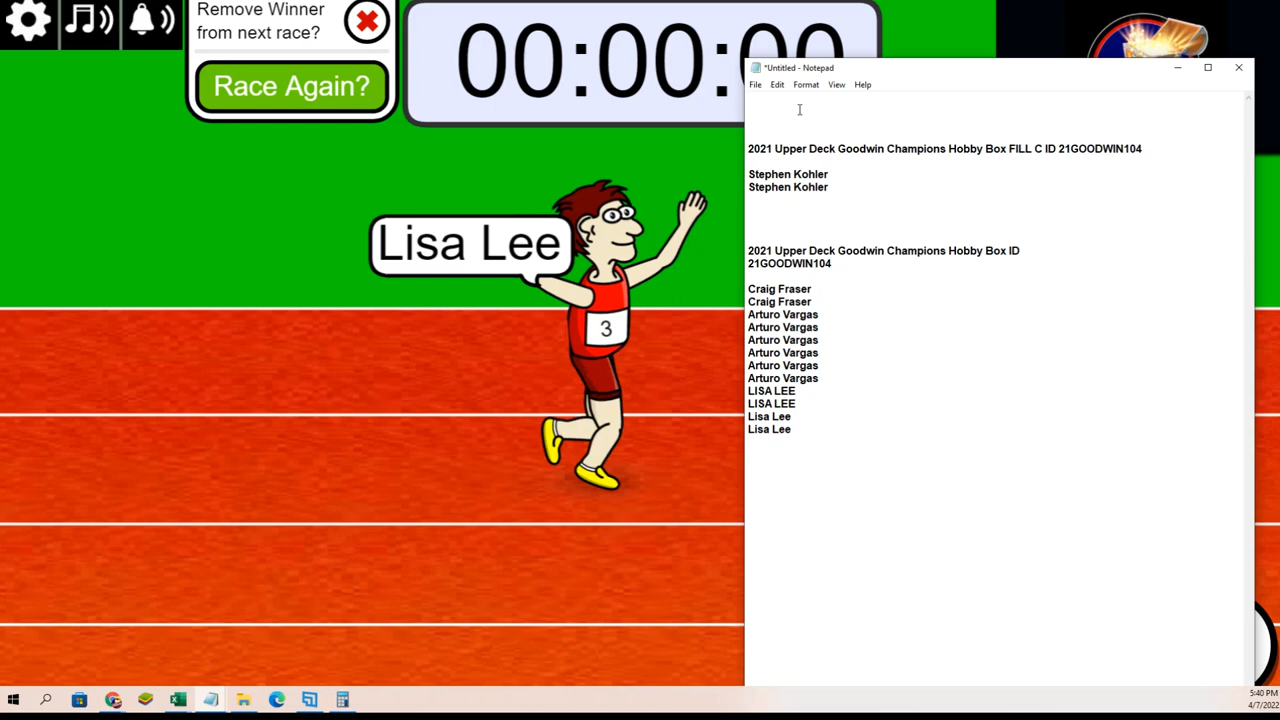 Remove Winner
from next race?
Race Again?
00:00:00
Lisa Lee
3
*Untitled - Notepad
File Edit Format View Help
2021 Upper Deck Goodwin Champions Hobby Box FILL C ID 21GOODWIN104
Stephen Kohler
Stephen Kohler
2021 Upper Deck Goodwin Champions Hobby Box ID
21GOODWIN104
Craig Fraser
Craig Fraser
Arturo Vargas
Arturo Vargas
Arturo Vargas
Arturo Vargas
Arturo Vargas
Arturo Vargas
LISA LEE
LISA LEE
Lisa Lee
Lisa Lee
5:40 PM
4/7/2022